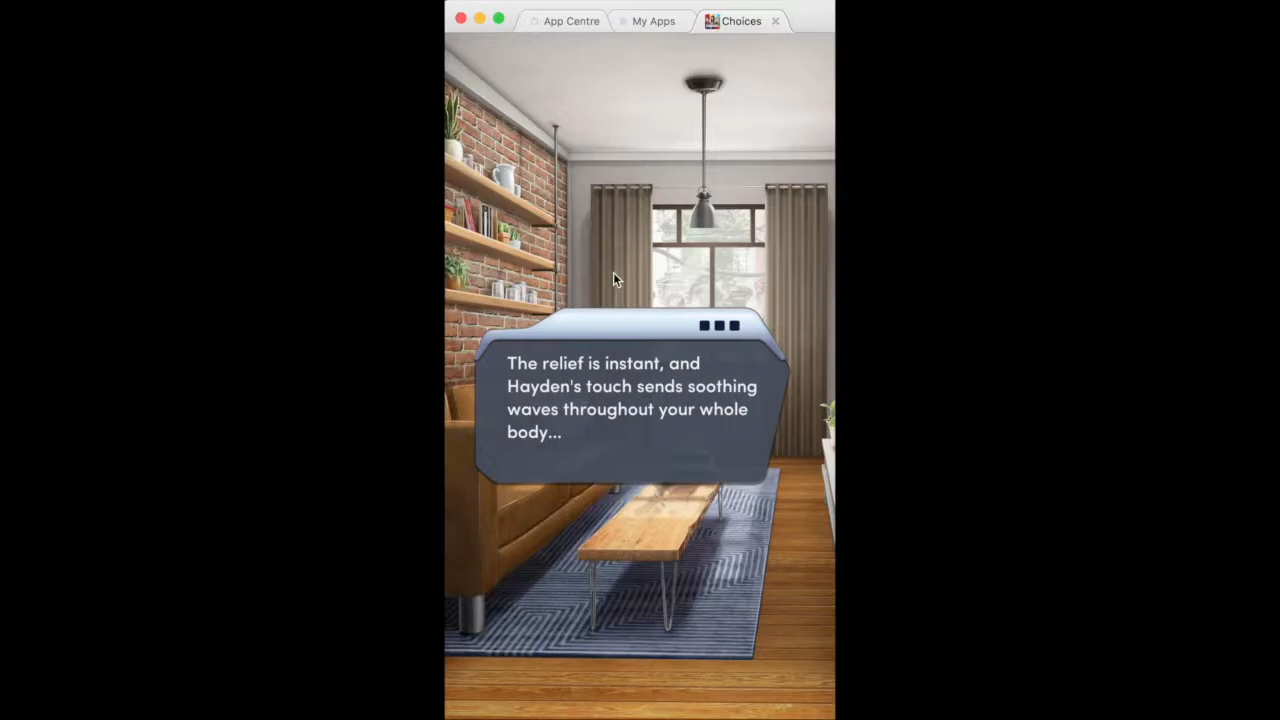 App Centre
My Apps
Choices
The relief is instant, and
Hayden's touch sends soothing
waves throughout your whole
body...